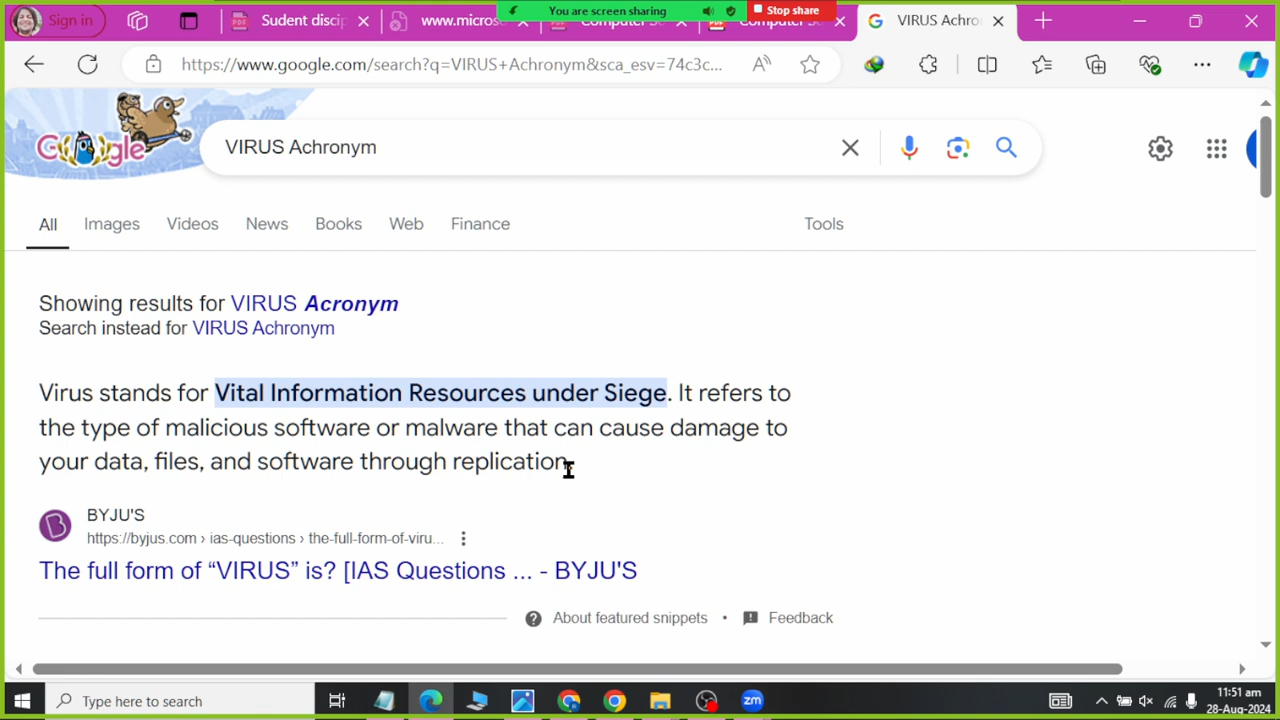 You are screen sharing
Stop share
Sign in
Sudent discip
www.micros
Computer S
Computer S
VIRUS Achro
https://www.google.com/search?q=VIRUS+Achronym&sca_esv=74c3c...
Google
VIRUS Achronym
All Images Videos News Books Web Finance Tools
Showing results for VIRUS Acronym
Search instead for VIRUS Achronym
Virus stands for Vital Information Resources under Siege. It refers to
the type of malicious software or malware that can cause damage to
your data, files, and software through replication.
BYJU'S
https://byjus.com › ias-questions › the-full-form-of-viru...
The full form of “VIRUS” is? [IAS Questions ... - BYJU'S
About featured snippets • Feedback
Type here to search
zm
11:51 am
28-Aug-2024